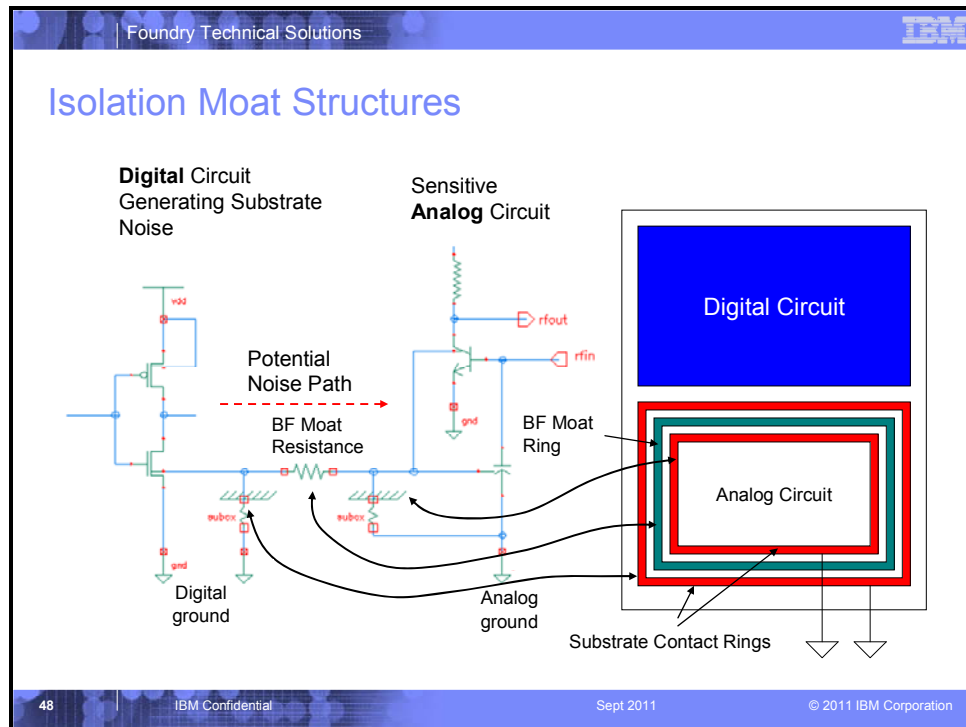 Foundry Technical Solutions
IBM
Isolation Moat Structures
Digital Circuit
Generating Substrate
Noise
Sensitive
Analog Circuit
vdd
rfout
rfin
Potential
Noise Path
BF Moat
Resistance
gnd
subcx
subcx
gnd
Digital
ground
Analog
ground
Digital Circuit
BF Moat
Ring
Analog Circuit
Substrate Contact Rings
48
IBM Confidential
Sept 2011
© 2011 IBM Corporation